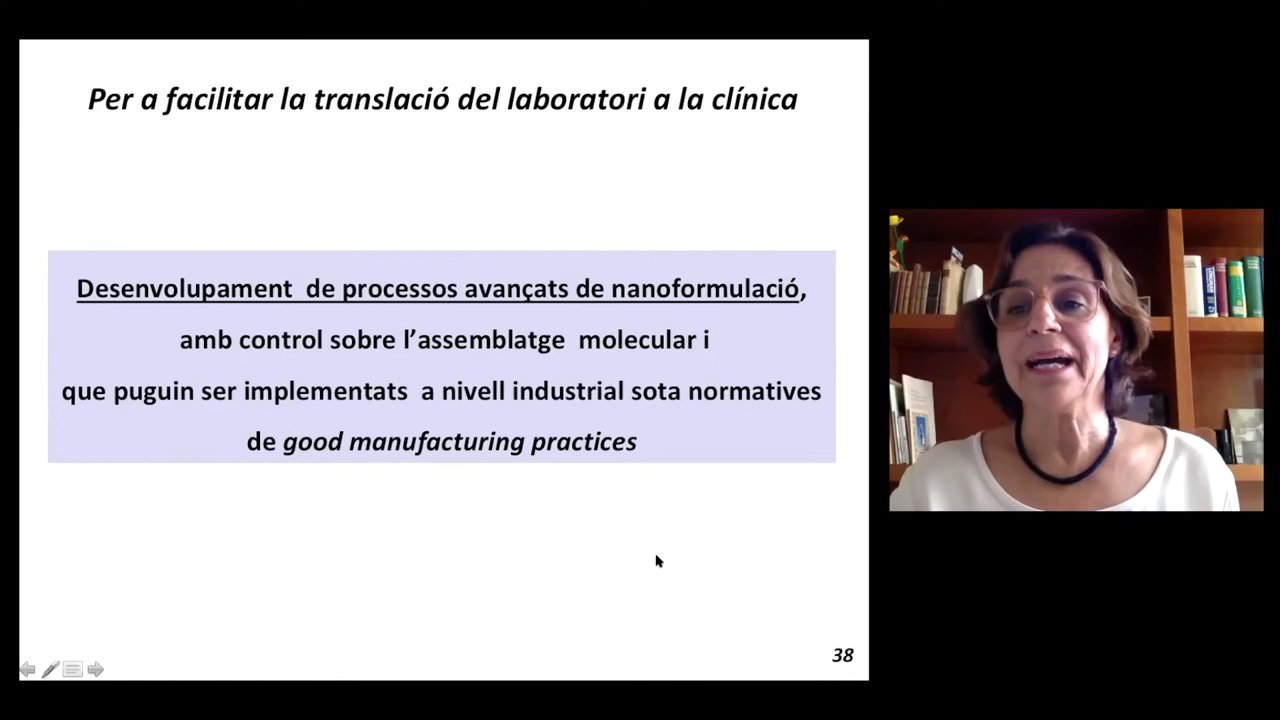 Per a facilitar la translació del laboratori a la clínica
Desenvolupament de processos avançats de nanoformulació,
amb control sobre l’assemblatge molecular i
que puguin ser implementats a nivell industrial sota normatives
de good manufacturing practices
38